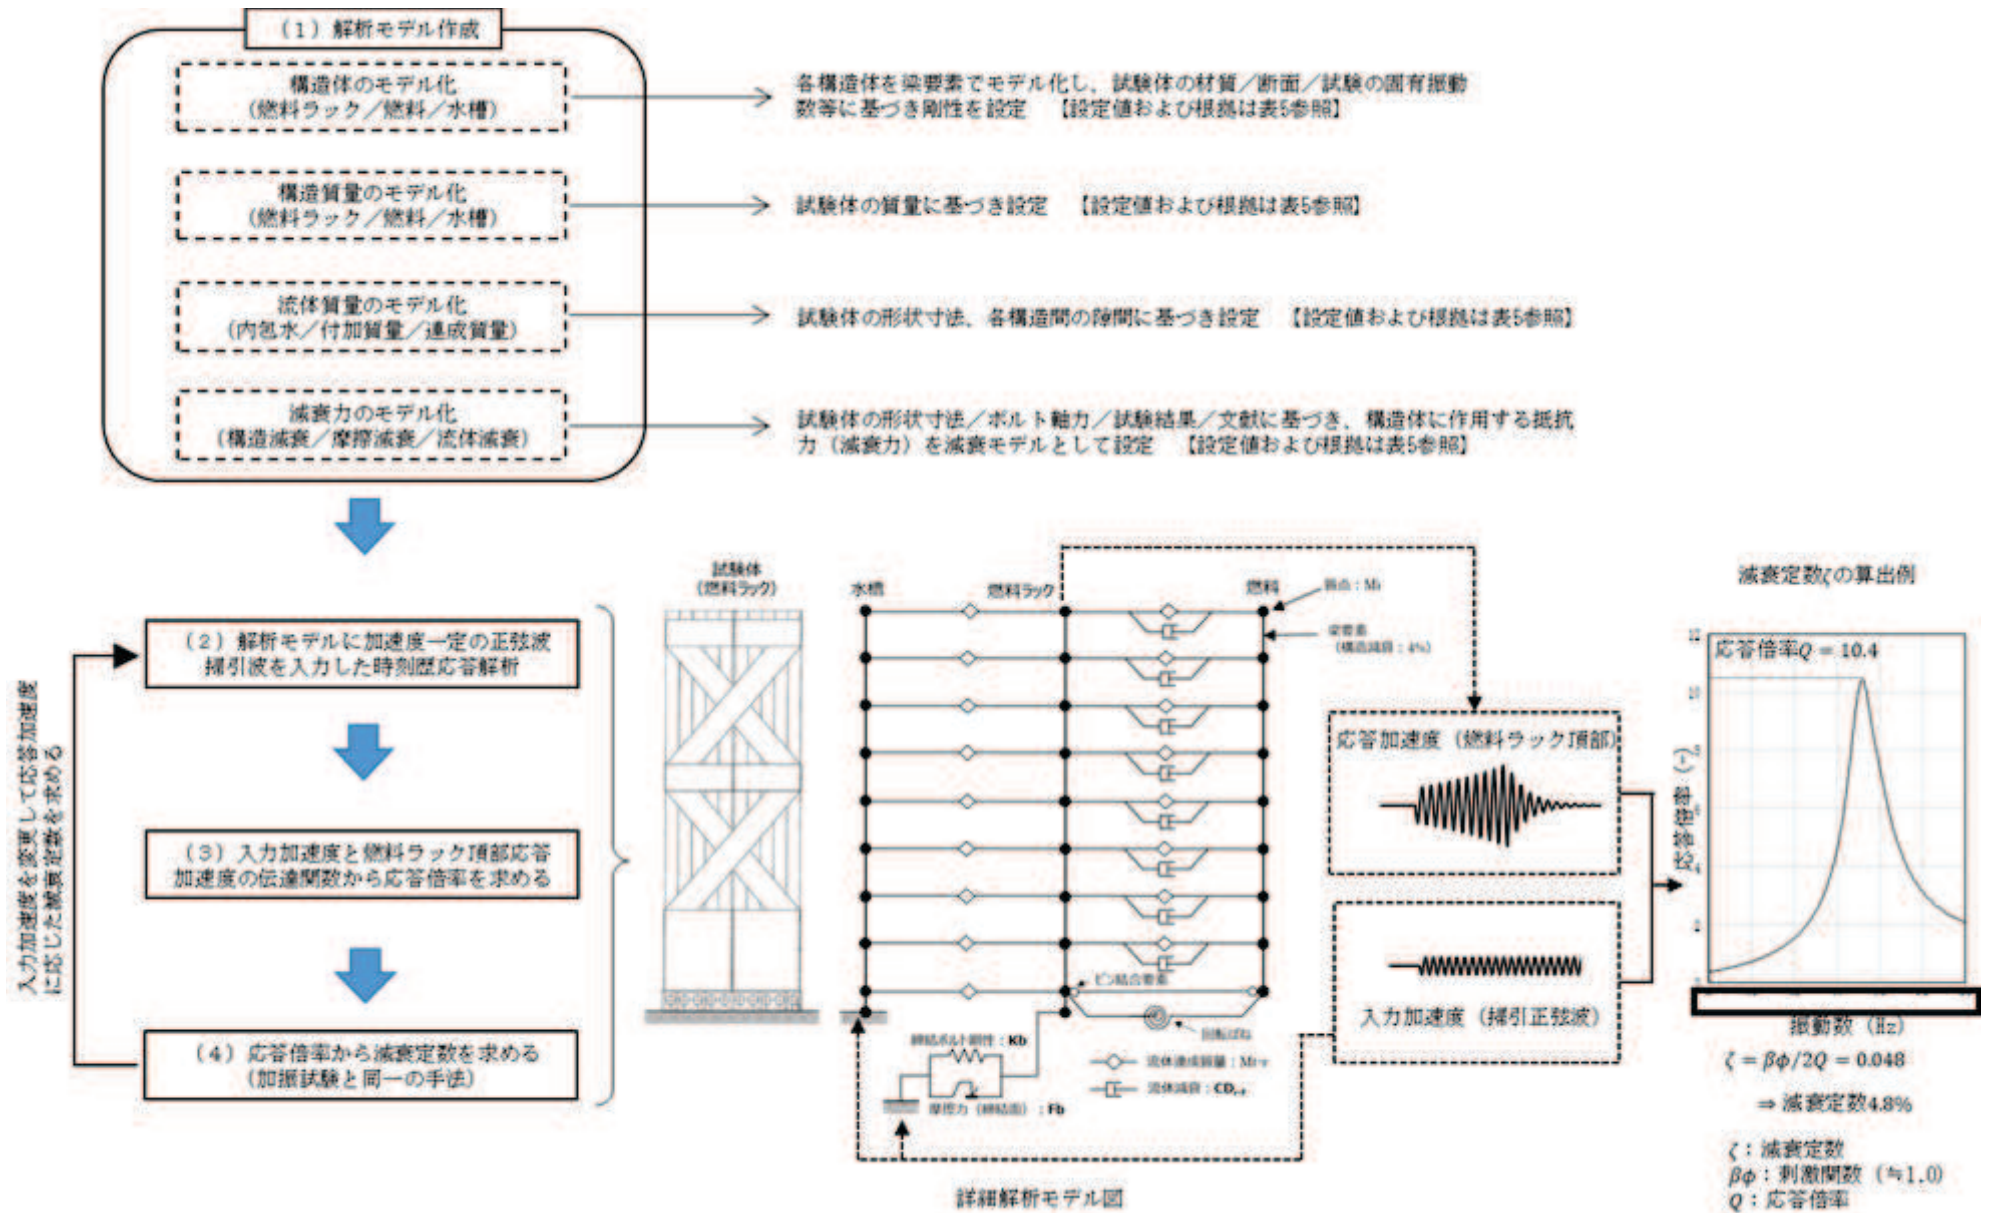 (1) 解析モデル作成
構造体のモデル化
(燃料ラック／燃料／水槽)
各構造体を梁要素でモデル化し、試験体の材質／断面／試験の固有振動
数等に基づき剛性を設定 【設定値および根拠は表5参照】
構造質量のモデル化
(燃料ラック／燃料／水槽)
試験体の質量に基づき設定 【設定値および根拠は表5参照】
流体質量のモデル化
(内包水／付加質量／連成質量)
試験体の形状寸法、各構造間の隙間に基づき設定 【設定値および根拠は表5参照】
減衰力のモデル化
(構造減衰／摩擦減衰／流体減衰)
試験体の形状寸法／ボルト軸力／試験結果／文献に基づき、構造体に作用する抵抗
力（減衰力）を減衰モデルとして設定 【設定値および根拠は表5参照】
入力加速度を変更して応答加速度
に応じた減衰定数を求める
(2) 解析モデルに加速度一定の正弦波
掃引波を入力した時刻歴応答解析
(3) 入力加速度と燃料ラック頂部応答
加速度の伝達関数から応答倍率を求める
(4) 応答倍率から減衰定数を求める
(加振試験と同一の手法)
試験体
(燃料ラック)
水槽
燃料ラック
燃料
質点：Mi
梁要素
(構造減衰：4%)
ピン結合要素
回転ばね
締結ボルト剛性：Kb
摩擦力（締結面）：Fb
流体連成質量：
流体減衰：
詳細解析モデル図
応答加速度（燃料ラック頂部）
入力加速度（掃引正弦波）
減衰定数ζの算出例
応答倍率Q = 10.4
12
10
8
6
4
2
応答倍率 (-)
振動数 (Hz)
ζ = βϕ/2Q = 0.048
⇒ 減衰定数4.8%
ζ：減衰定数
βϕ：刺激関数 (≒1.0)
Q：応答倍率